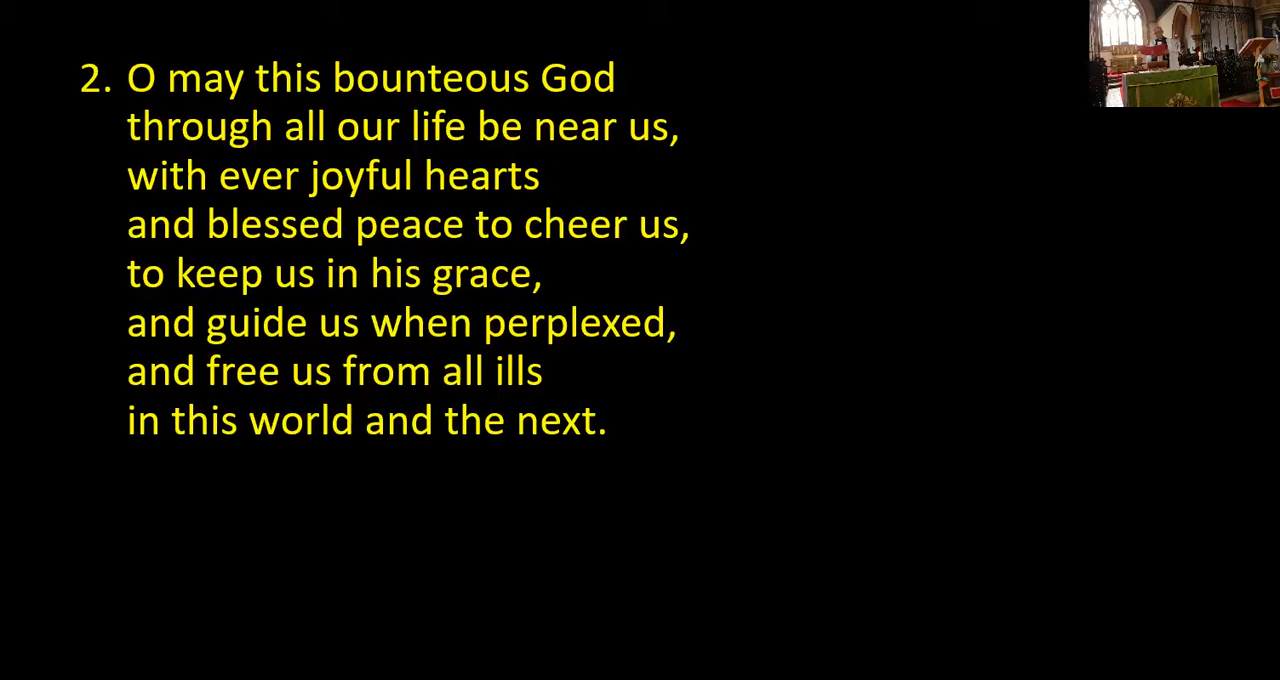 2. O may this bounteous God
through all our life be near us,
with ever joyful hearts
and blessed peace to cheer us,
to keep us in his grace,
and guide us when perplexed,
and free us from all ills
in this world and the next.